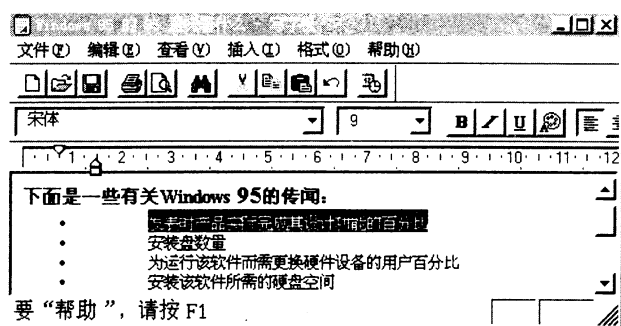 文件(F) 编辑(E) 查看(V) 插入(I) 格式(O) 帮助(H)
宋体 9 B I U
1 2 3 4 5 6 7 8 9 10 11 12
下面是一些有关Windows 95的传闻：
• 安装盘数量
• 为运行该软件而需更换硬件设备的用户百分比
• 安装该软件所需的硬盘空间
要“帮助”，请按 F1